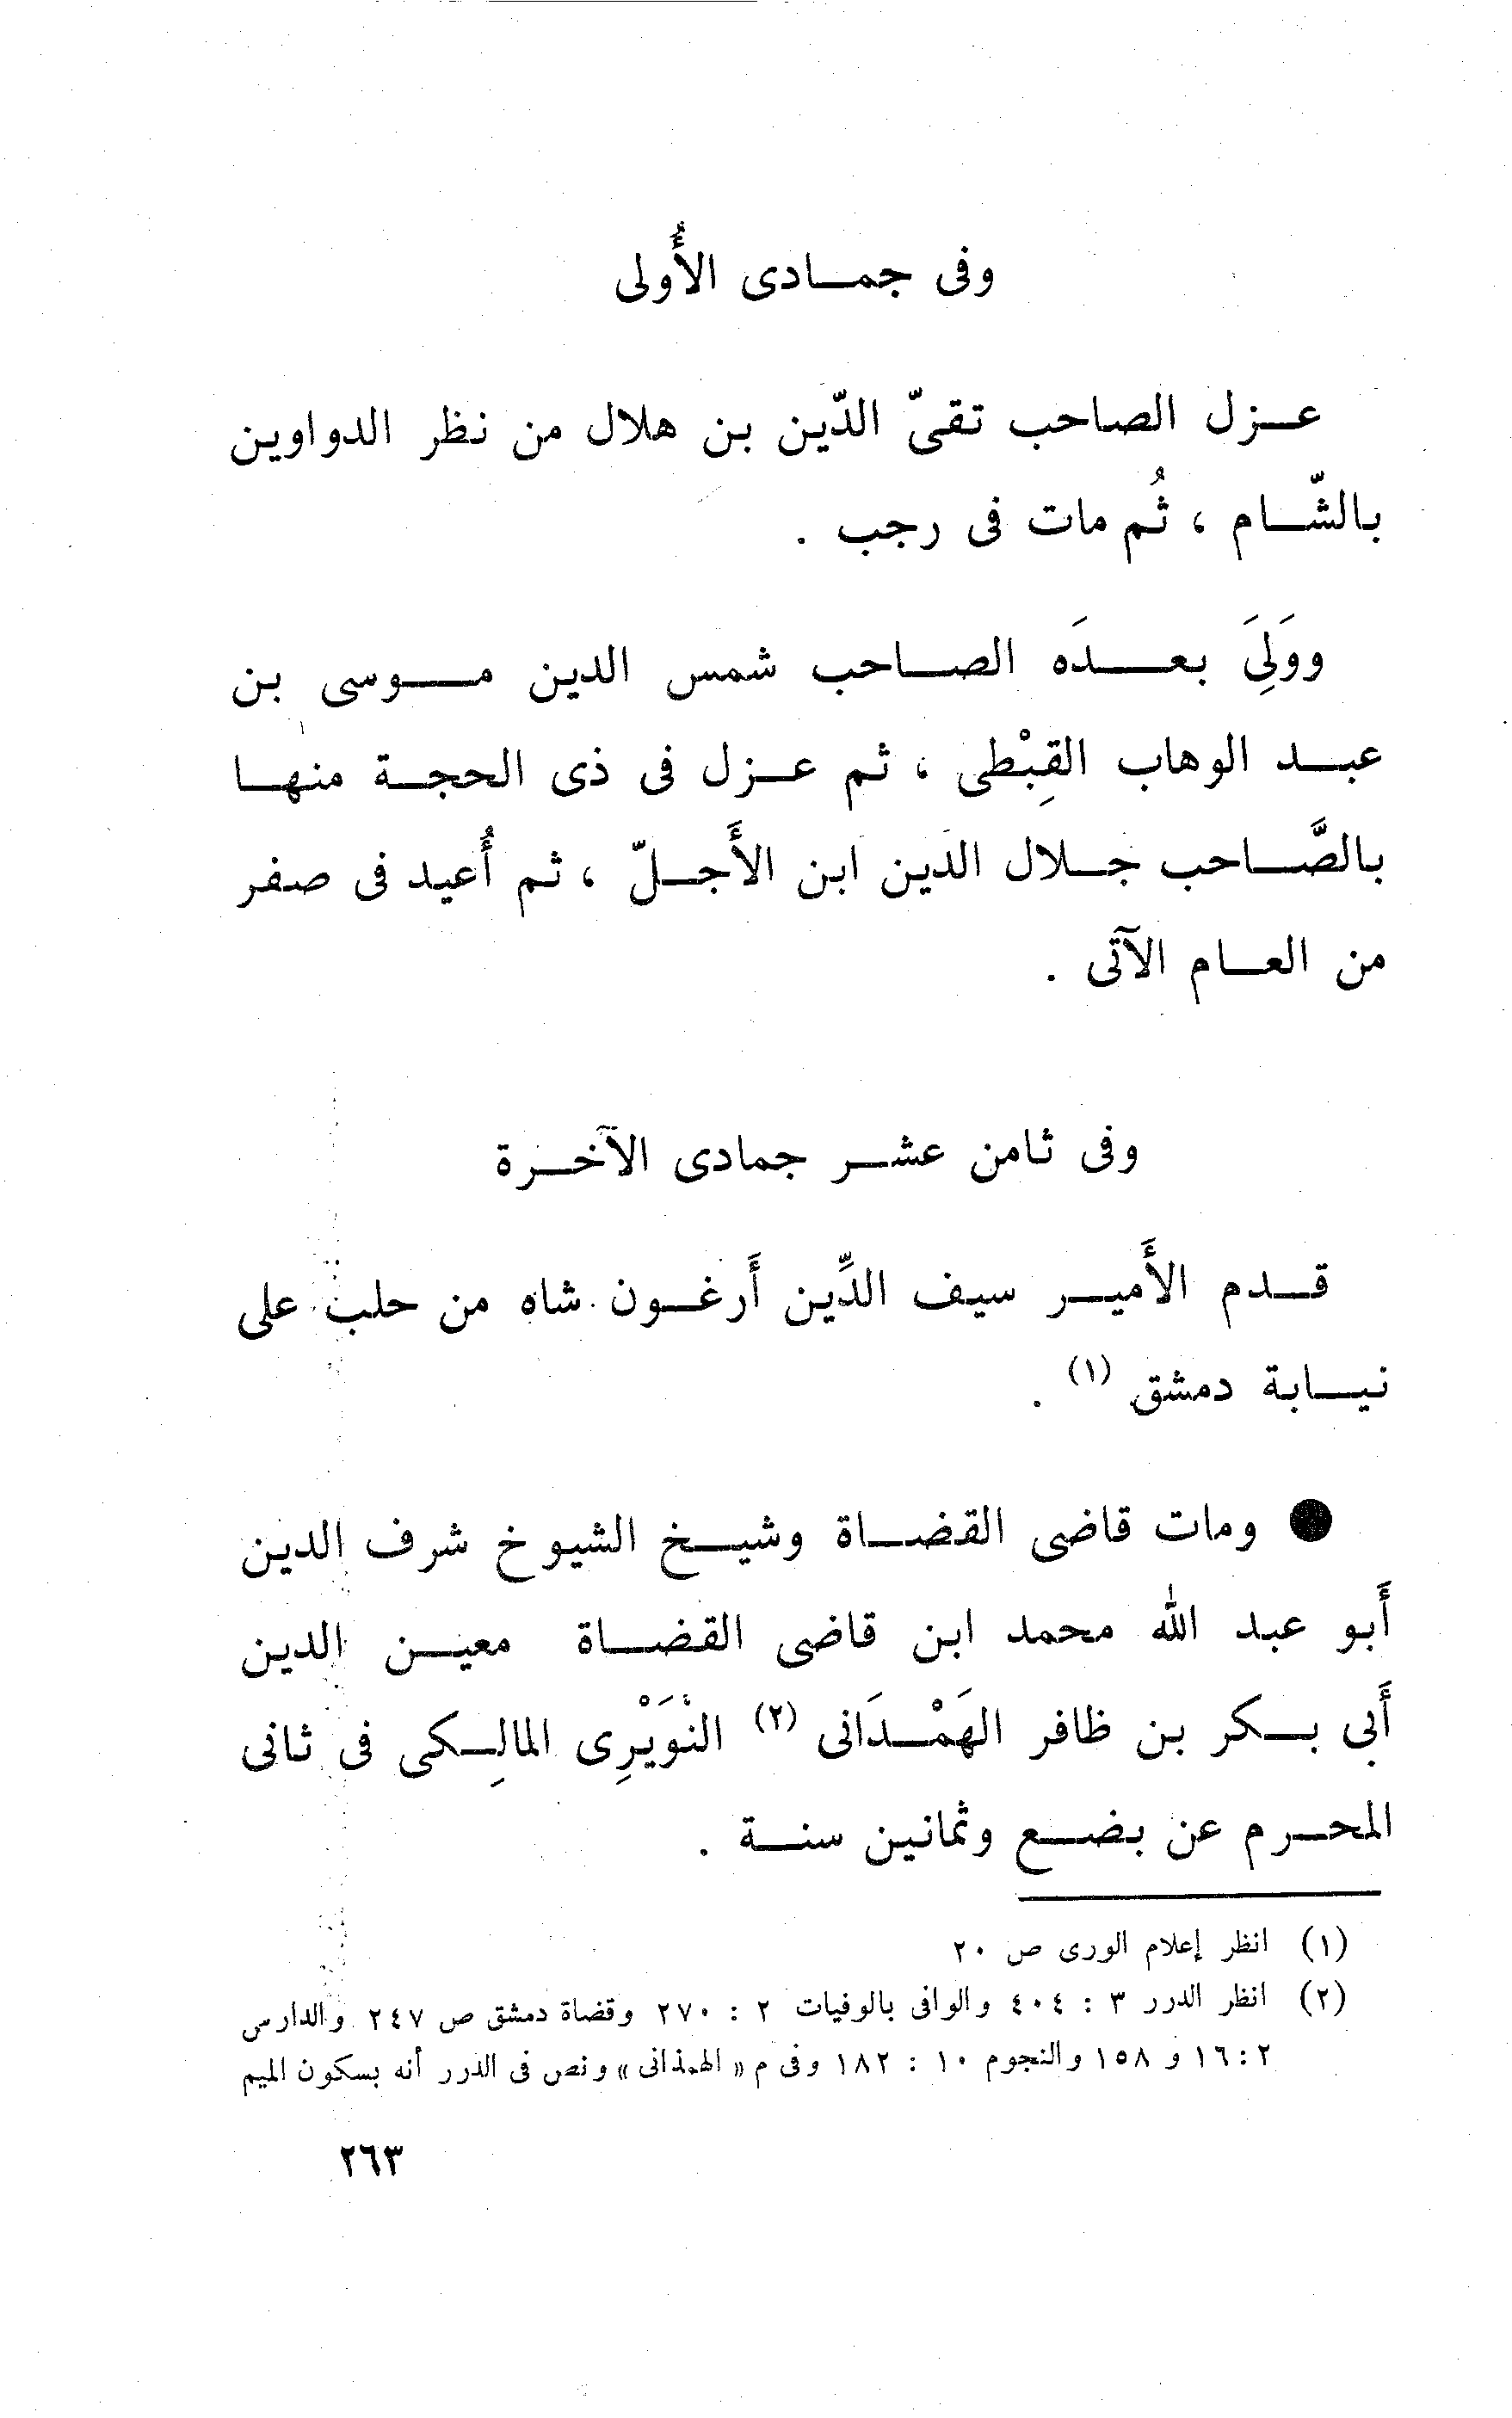 وفى جمادى الأُولى
عزل الصاحب تقىّ الدّين بن هلال من نظر الدواوين
بالشّام ، ثُم مات فى رجب .
ووَلِىَ بعدَه الصاحب شمس الدين موسى بن
عبد الوهاب القِبْطى ، ثم عزل فى ذى الحجة منها
بالصَّاحب جلال الدين ابن الأَجلّ ، ثم أُعيد فى صفر
من العام الآتى .
وفى ثامن عشر جمادى الآخرة
قدم الأَمير سيف الدِّين أَرغون شاه من حلب على
نيابة دمشق (١) .
● ومات قاضى القضاة وشيخ الشيوخ شرف الدين
أَبو عبد الله محمد ابن قاضى القضاة معين الدين
أَبى بكر بن ظافر الهَمْدَانى (٢) النُوَيْرِى المالِكى فى ثانى
المحرم عن بضع وثمانين سنة .
(١) انظر إعلام الورى ص ٢٠
(٢) انظر الدرر ٣ : ٤٠٤ والوافى بالوفيات ٢ : ٢٧٠ وقضاة دمشق ص ٢٤٧ والدارس
٢ : ١٦ و ١٥٨ والنجوم ١٠ : ١٨٢ وفى م « الهمذانى » ونص فى الدرر أنه بسكون الميم
٢٦٣